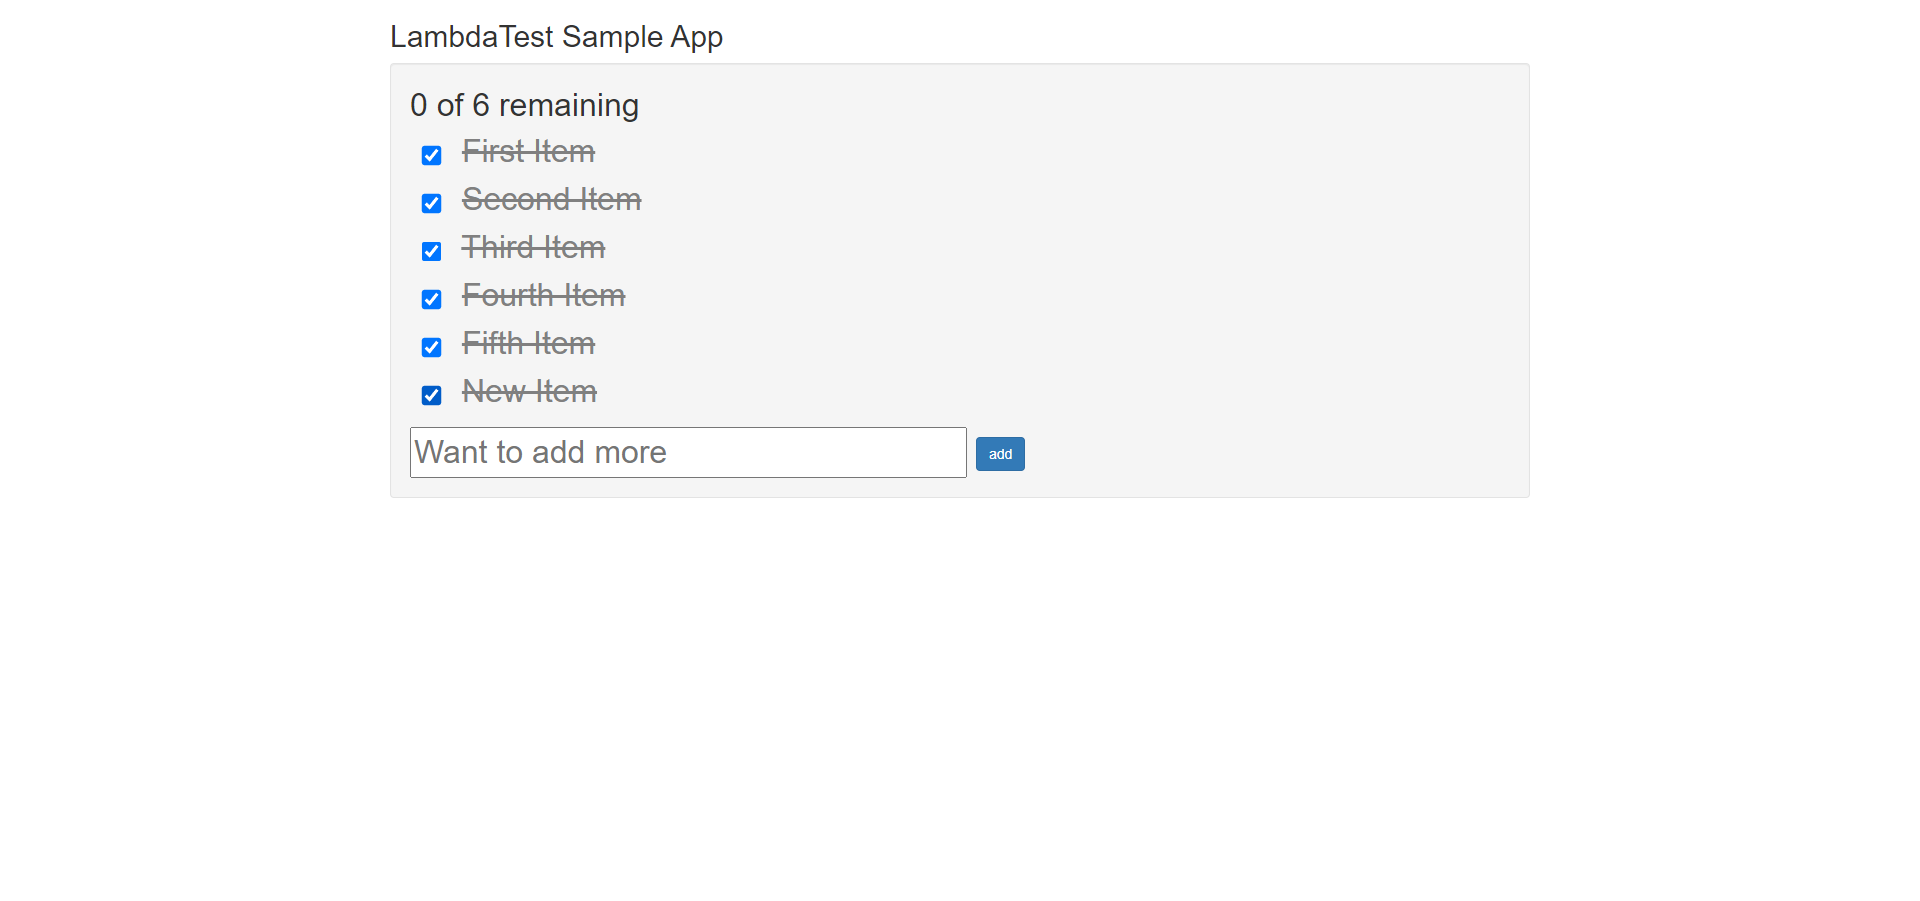 LambdaTest Sample App
0 of 6 remaining
First Item
Second Item
Third Item
Fourth Item
Fifth Item
New Item
Want to add more
add